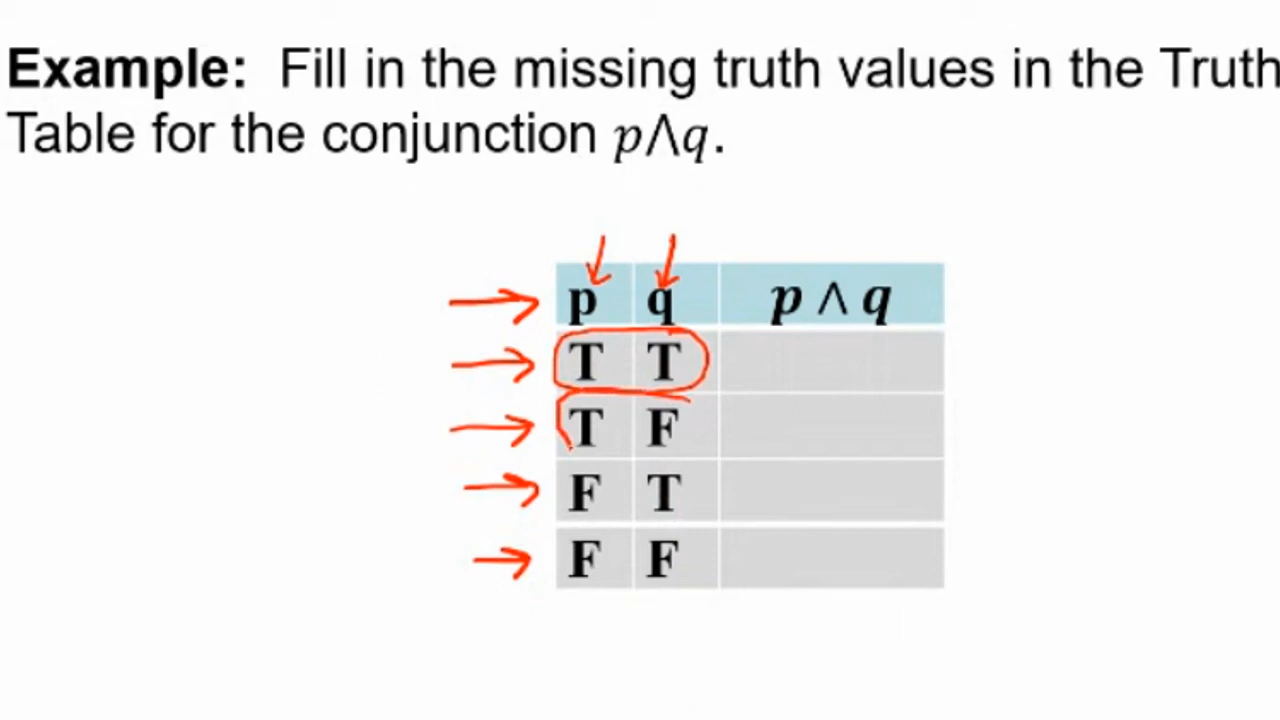 Example: Fill in the missing truth values in the Truth
Table for the conjunction p∧q.
p q p ∧ q
T T
T F
F T
F F